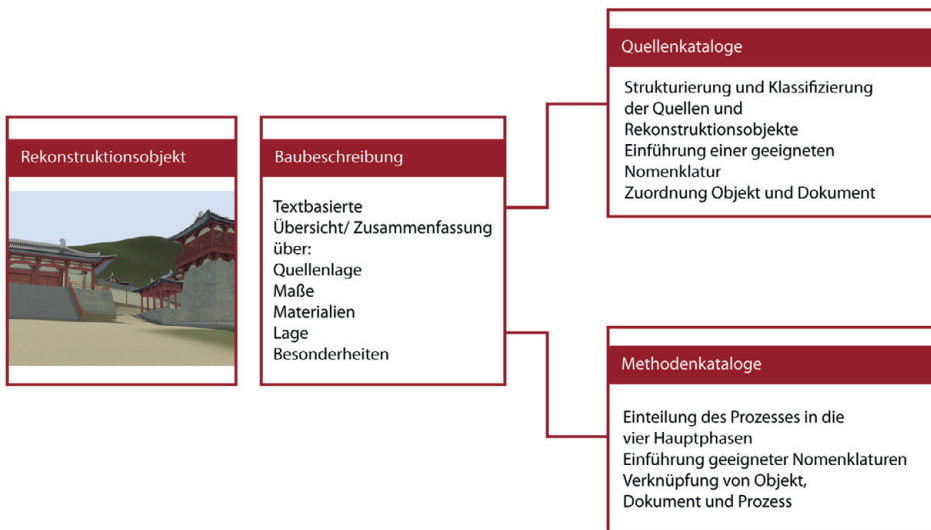 Rekonstruktionsobjekt
Baubeschreibung
Textbasierte
Übersicht/ Zusammenfassung
über:
Quellenlage
Maße
Materialien
Lage
Besonderheiten
Quellenkataloge
Strukturierung und Klassifizierung
der Quellen und
Rekonstruktionsobjekte
Einführung einer geeigneten
Nomenklatur
Zuordnung Objekt und Dokument
Methodenkataloge
Einteilung des Prozesses in die
vier Hauptphasen
Einführung geeigneter Nomenklaturen
Verknüpfung von Objekt,
Dokument und Prozess